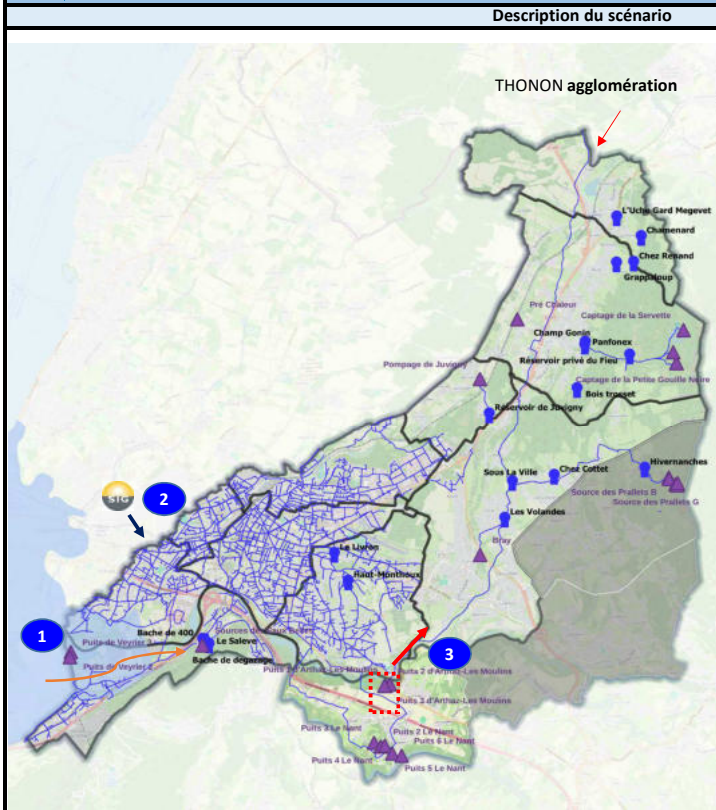 Description du scénario
THONON agglomération
L'Uche Gard Megevet
Chamenard
Chez Renand
Grappaloup
Pré Chaleur
Captage de la Servette
Champ Gonin
Panfonex
Pompage de Juvigny
Réservoir privé du Fieu
Captage de la Petite Gouille Noire
Bois trosset
Réservoir de Juvigny
Hivernanches
Sous La Ville
Chez Cottet
SIG
2
Source des Prallets B
Source des Prallets G
Les Volandes
Le Livron
Bray
Haut-Monthoux
1
Bache de 400
Le Saleve
3
Puits de Veyrier 2
Bache de degazage
Puits 2 d'Arthaz-Les Moulins
Puits 3 d'Arthaz-Les Moulins
Puits 3 Le Nant
Puits 2 Le Nant
Puits 6 Le Nant
Puits 4 Le Nant
Puits 5 Le Nant